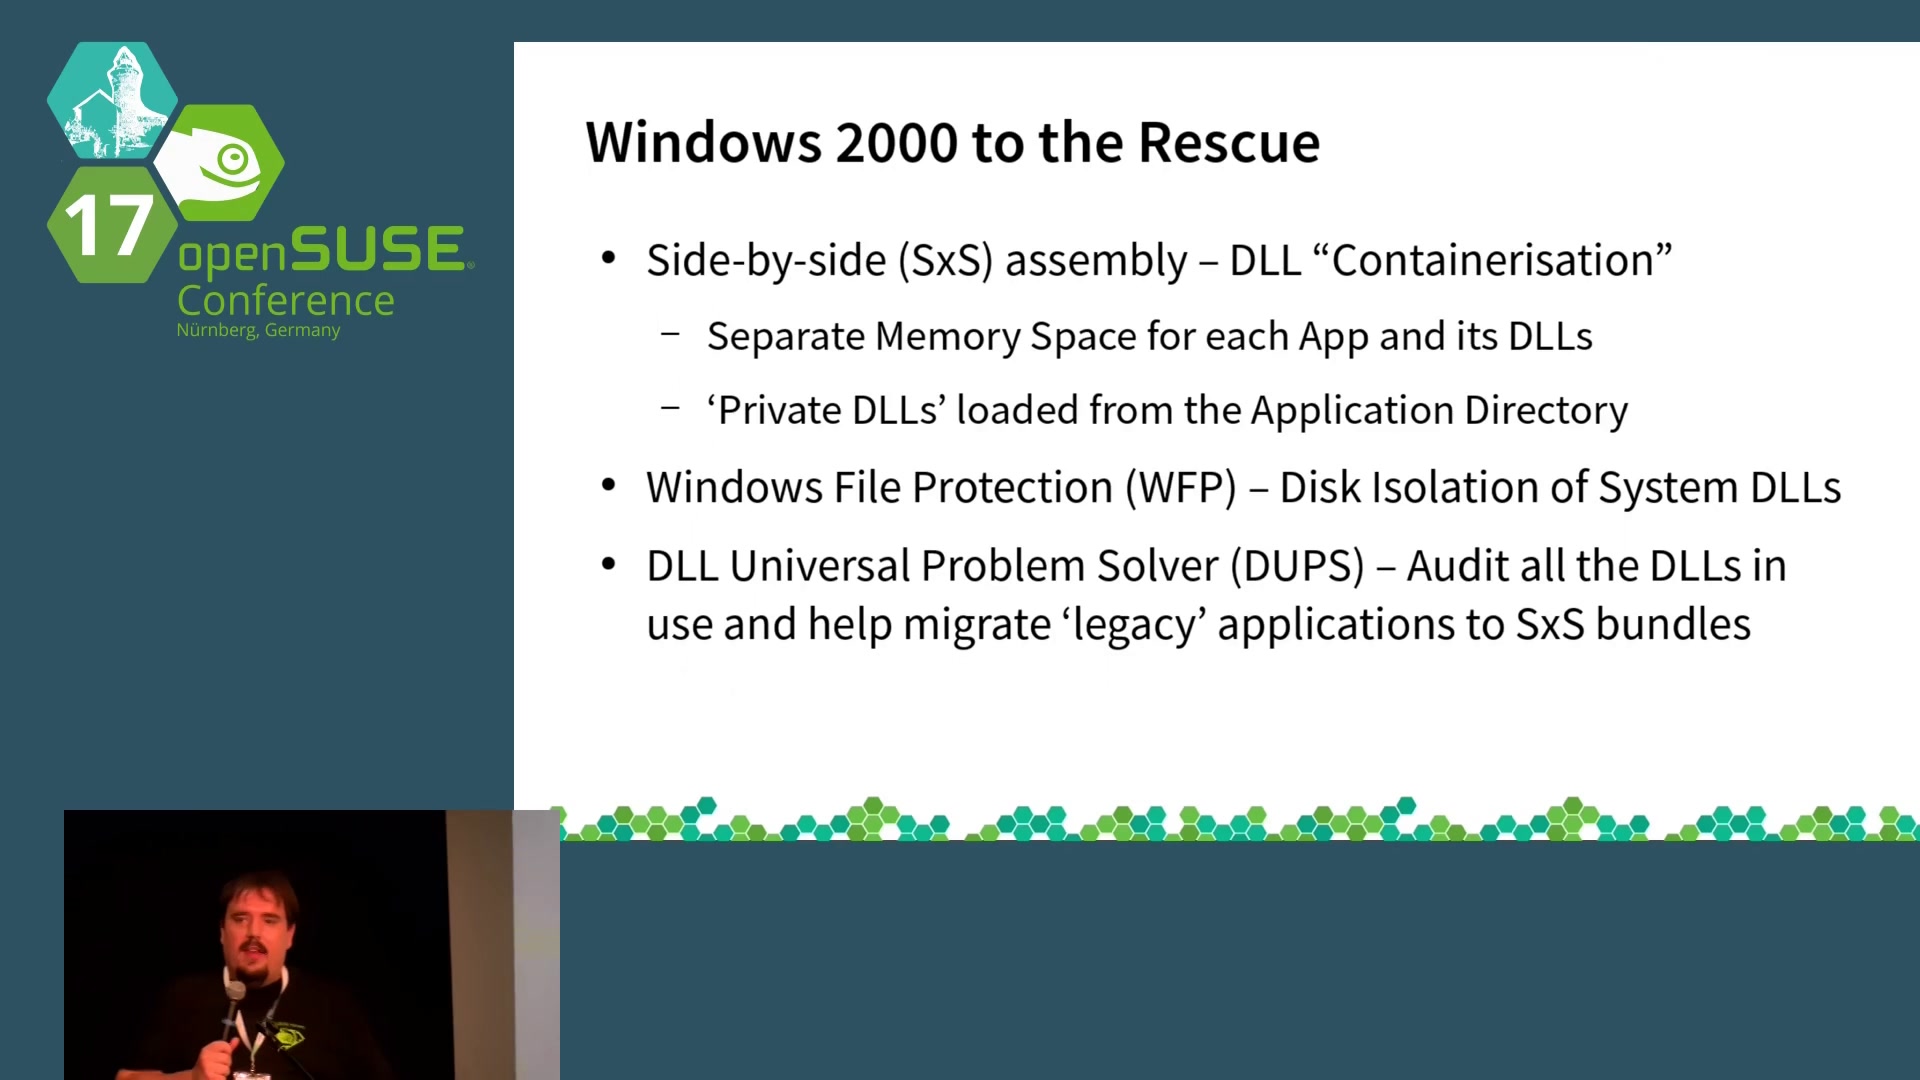 17
openSUSE
Conference
Nürnberg, Germany
Windows 2000 to the Rescue
• Side-by-side (SxS) assembly – DLL “Containerisation”
– Separate Memory Space for each App and its DLLs
– ‘Private DLLs’ loaded from the Application Directory
• Windows File Protection (WFP) – Disk Isolation of System DLLs
• DLL Universal Problem Solver (DUPS) – Audit all the DLLs in
use and help migrate ‘legacy’ applications to SxS bundles